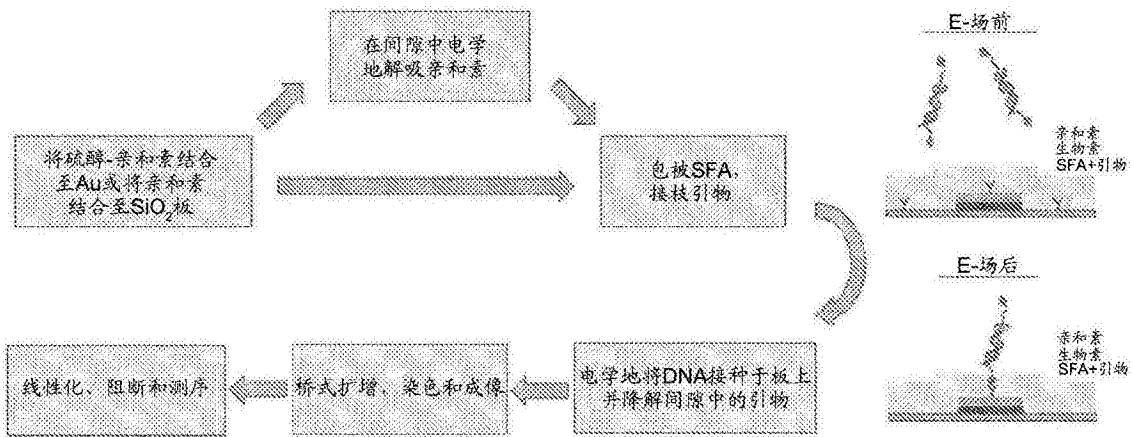 在间隙中电学
地解吸亲和素
将硫醇-亲和素结合
至Au或将亲和素
结合至SiO₂板
包被SFA、
接枝引物
电学地将DNA接种于板上
并降解间隙中的引物
桥式扩增、染色和成像
线性化、阻断和测序
E-场前
亲和素
生物素
SFA+引物
E-场后
亲和素
生物素
SFA+引物